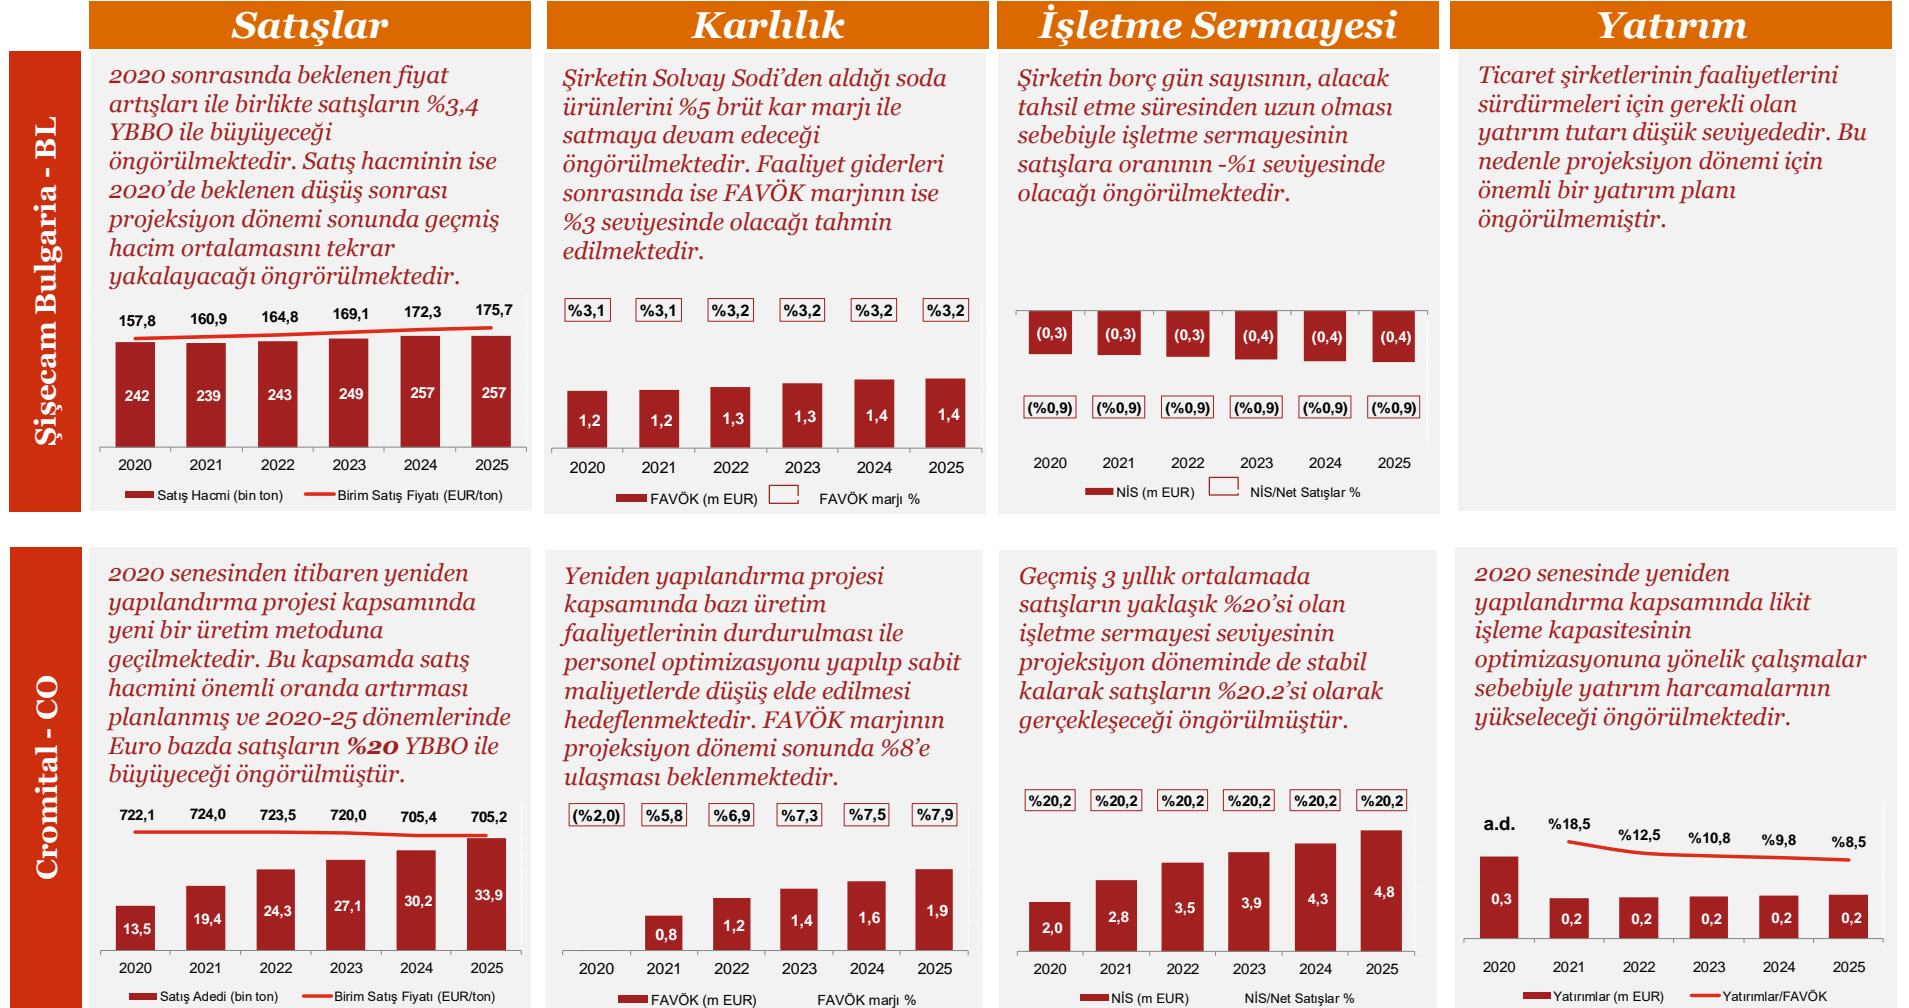 Satışlar
Karlılık
İşletme Sermayesi
Yatırım
Şişecam Bulgaria - BL
2020 sonrasında beklenen fiyat
artışları ile birlikte satışların %3,4
YBBO ile büyüyeceği
öngörülmektedir. Satış hacminin ise
2020’de beklenen düşüş sonrası
projeksiyon dönemi sonunda geçmiş
hacim ortalamasını tekrar
yakalayacağı öngrörülmektedir.
157,8 160,9 164,8 169,1 172,3 175,7
242 239 243 249 257 257
2020 2021 2022 2023 2024 2025
Satış Hacmi (bin ton) Birim Satış Fiyatı (EUR/ton)
Şirketin Solvay Sodi’den aldığı soda
ürünlerini %5 brüt kar marjı ile
satmaya devam edeceği
öngörülmektedir. Faaliyet giderleri
sonrasında ise FAVÖK marjının ise
%3 seviyesinde olacağı tahmin
edilmektedir.
%3,1 %3,1 %3,2 %3,2 %3,2 %3,2
1,2 1,2 1,3 1,3 1,4 1,4
2020 2021 2022 2023 2024 2025
FAVÖK (m EUR) FAVÖK marjı %
Şirketin borç gün sayısının, alacak
tahsil etme süresinden uzun olması
sebebiyle işletme sermayesinin
satışlara oranının -%1 seviyesinde
olacağı öngörülmektedir.
(0,3) (0,3) (0,3) (0,4) (0,4) (0,4)
(%0,9) (%0,9) (%0,9) (%0,9) (%0,9) (%0,9)
2020 2021 2022 2023 2024 2025
NİS (m EUR) NİS/Net Satışlar %
Ticaret şirketlerinin faaliyetlerini
sürdürmeleri için gerekli olan
yatırım tutarı düşük seviyededir. Bu
nedenle projeksiyon dönemi için
önemli bir yatırım planı
öngörülmemiştir.
Cromital - CO
2020 senesinden itibaren yeniden
yapılandırma projesi kapsamında
yeni bir üretim metoduna
geçilmektedir. Bu kapsamda satış
hacmini önemli oranda artırması
planlanmış ve 2020-25 dönemlerinde
Euro bazda satışların %20 YBBO ile
büyüyeceği öngörülmüştür.
722,1 724,0 723,5 720,0 705,4 705,2
13,5 19,4 24,3 27,1 30,2 33,9
2020 2021 2022 2023 2024 2025
Satış Adedi (bin ton) Birim Satış Fiyatı (EUR/ton)
Yeniden yapılandırma projesi
kapsamında bazı üretim
faaliyetlerinin durdurulması ile
personel optimizasyonu yapılıp sabit
maliyetlerde düşüş elde edilmesi
hedeflenmektedir. FAVÖK marjının
projeksiyon dönemi sonunda %8’e
ulaşması beklenmektedir.
(%2,0) %5,8 %6,9 %7,3 %7,5 %7,9
0,8 1,2 1,4 1,6 1,9
2020 2021 2022 2023 2024 2025
FAVÖK (m EUR) FAVÖK marjı %
Geçmiş 3 yıllık ortalamada
satışların yaklaşık %20’si olan
işletme sermayesi seviyesinin
projeksiyon döneminde de stabil
kalarak satışların %20.2’si olarak
gerçekleşeceği öngörülmüştür.
%20,2 %20,2 %20,2 %20,2 %20,2 %20,2
2,0 2,8 3,5 3,9 4,3 4,8
2020 2021 2022 2023 2024 2025
NİS (m EUR) NİS/Net Satışlar %
2020 senesinde yeniden
yapılandırma kapsamında likit
işleme kapasitesinin
optimizasyonuna yönelik çalışmalar
sebebiyle yatırım harcamalarnın
yükseleceği öngörülmektedir.
a.d. %18,5 %12,5 %10,8 %9,8 %8,5
0,3 0,2 0,2 0,2 0,2 0,2
2020 2021 2022 2023 2024 2025
Yatırımlar (m EUR) Yatırımlar/FAVÖK